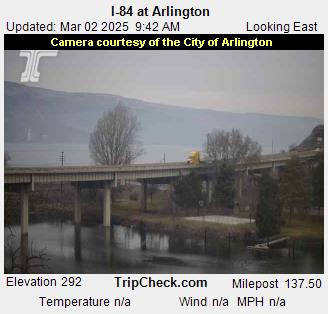 I-84 at Arlington
Updated: Mar 02 2025 9:42 AM Looking East
Camera courtesy of the City of Arlington
Elevation 292 TripCheck.com Milepost 137.50
Temperature n/a Wind n/a MPH n/a